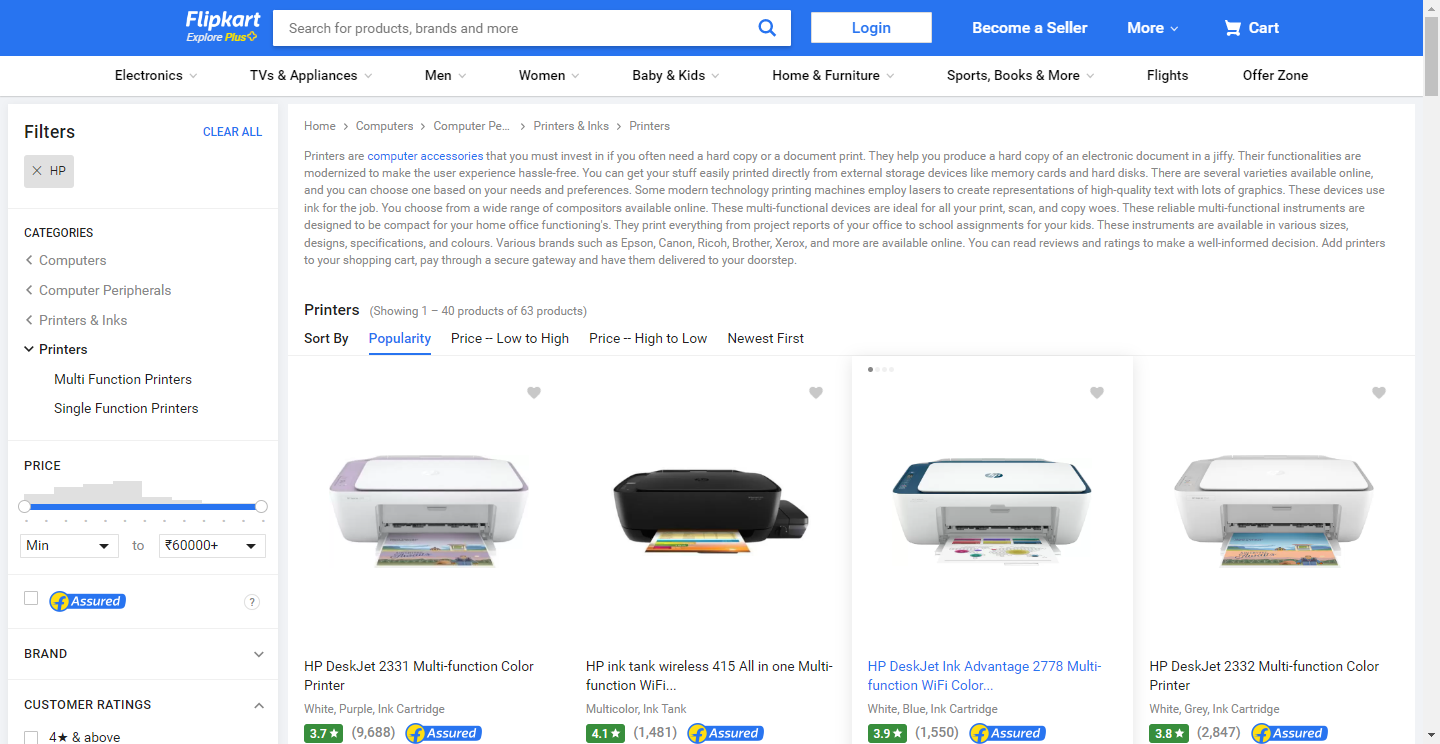 Flipkart
Explore Plus
Search for products, brands and more
Login
Become a Seller
More
Cart
Electronics
TVs & Appliances
Men
Women
Baby & Kids
Home & Furniture
Sports, Books & More
Flights
Offer Zone
Filters
CLEAR ALL
HP
CATEGORIES
Computers
Computer Peripherals
Printers & Inks
Printers
Multi Function Printers
Single Function Printers
PRICE
Min
to
₹60000+
Assured
?
BRAND
CUSTOMER RATINGS
4★ & above
Home > Computers > Computer Pe... > Printers & Inks > Printers
Printers are computer accessories that you must invest in if you often need a hard copy or a document print. They help you produce a hard copy of an electronic document in a jiffy. Their functionalities are
modernized to make the user experience hassle-free. You can get your stuff easily printed directly from external storage devices like memory cards and hard disks. There are several varieties available online,
and you can choose one based on your needs and preferences. Some modern technology printing machines employ lasers to create representations of high-quality text with lots of graphics. These devices use
ink for the job. You choose from a wide range of compositors available online. These multi-functional devices are ideal for all your print, scan, and copy woes. These reliable multi-functional instruments are
designed to be compact for your home office functioning's. They print everything from project reports of your office to school assignments for your kids. These instruments are available in various sizes,
designs, specifications, and colours. Various brands such as Epson, Canon, Ricoh, Brother, Xerox, and more are available online. You can read reviews and ratings to make a well-informed decision. Add printers
to your shopping cart, pay through a secure gateway and have them delivered to your doorstep.
Printers (Showing 1 – 40 products of 63 products)
Sort By
Popularity
Price -- Low to High
Price -- High to Low
Newest First
HP DeskJet 2331 Multi-function Color
Printer
White, Purple, Ink Cartridge
3.7★ (9,688) Assured
HP ink tank wireless 415 All in one Multi-
function WiFi...
Multicolor, Ink Tank
4.1★ (1,481) Assured
HP DeskJet Ink Advantage 2778 Multi-
function WiFi Color...
White, Blue, Ink Cartridge
3.9★ (1,550) Assured
HP DeskJet 2332 Multi-function Color
Printer
White, Grey, Ink Cartridge
3.8★ (2,847) Assured